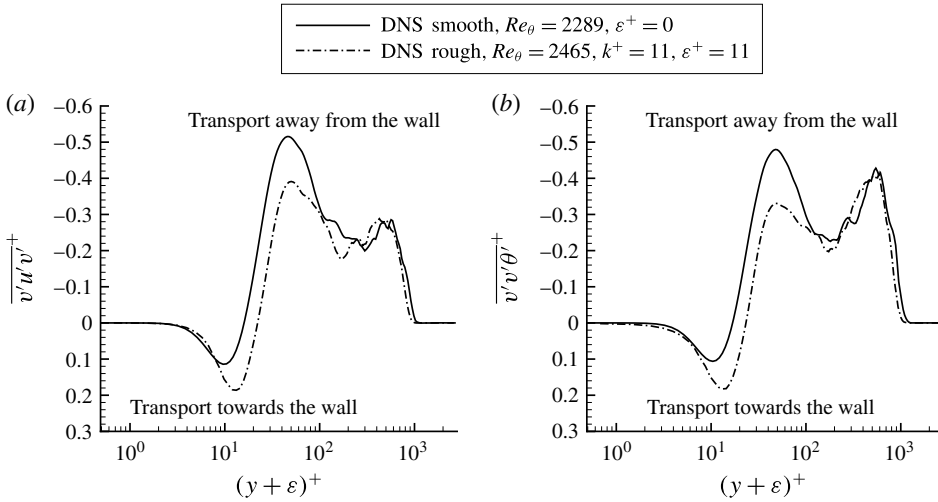 DNS smooth, Re_θ = 2289, ε⁺ = 0
DNS rough, Re_θ = 2465, k⁺ = 11, ε⁺ = 11
(a)
(b)
–0.6
–0.5
–0.4
–0.3
–0.2
–0.1
0
0.1
0.2
0.3
v′u′v′⁺
Transport away from the wall
Transport towards the wall
10⁰
10¹
10²
10³
(y + ε)⁺
–0.6
–0.5
–0.4
–0.3
–0.2
–0.1
0
0.1
0.2
0.3
v′v′θ′⁺
Transport away from the wall
Transport towards the wall
10⁰
10¹
10²
10³
(y + ε)⁺